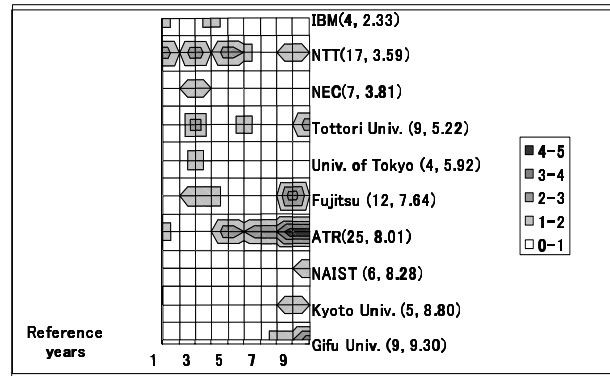 IBM(4, 2.33)
NTT(17, 3.59)
NEC(7, 3.81)
Tottori Univ. (9, 5.22)
Univ. of Tokyo (4, 5.92)
Fujitsu (12, 7.64)
ATR(25, 8.01)
NAIST (6, 8.28)
Kyoto Univ. (5, 8.80)
Gifu Univ. (9, 9.30)
4-5
3-4
2-3
1-2
0-1
Reference
years
1 3 5 7 9